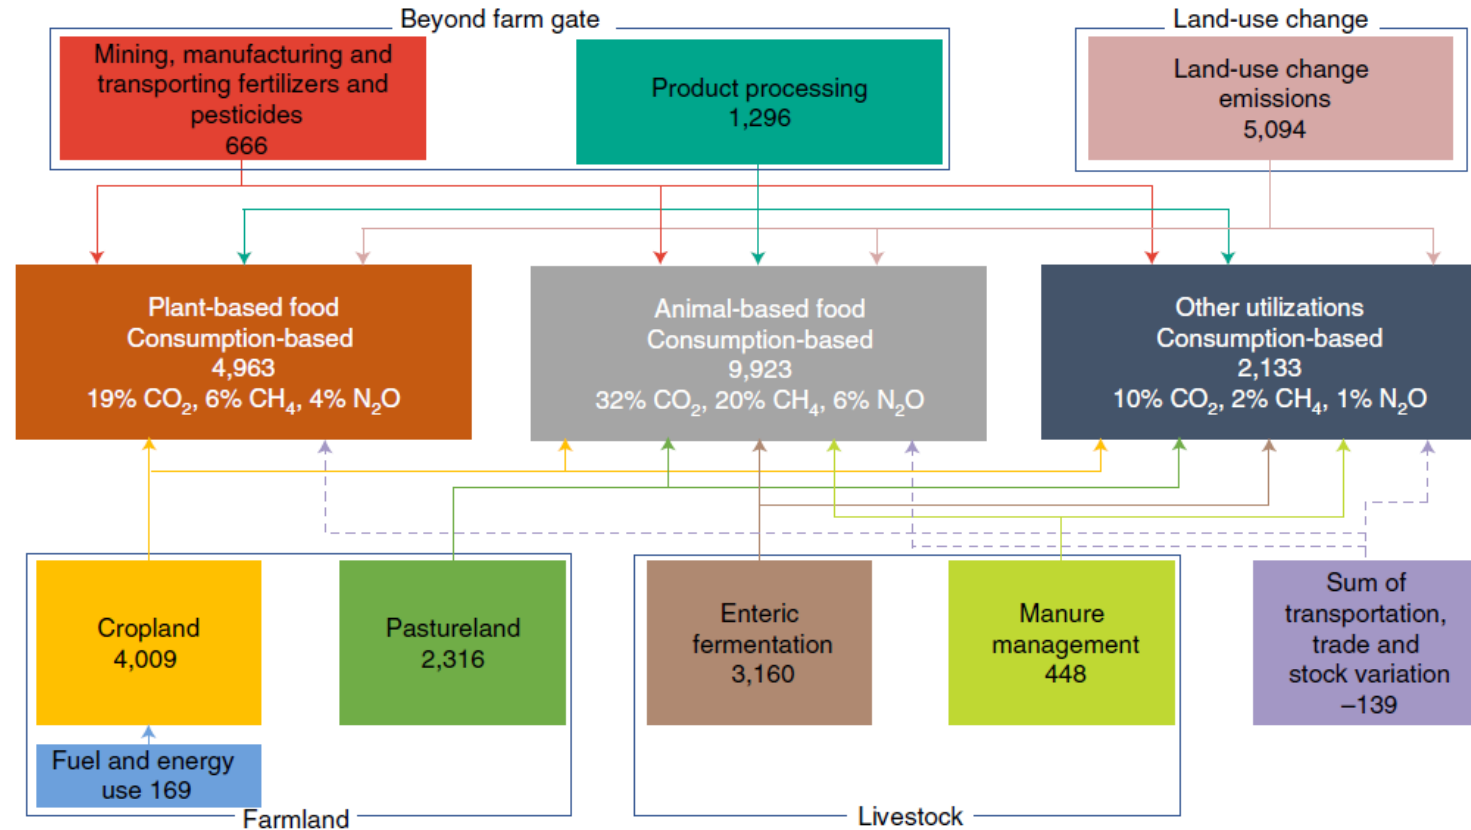 Beyond farm gate
Land-use change
Mining, manufacturing and
transporting fertilizers and
pesticides
666
Product processing
1,296
Land-use change
emissions
5,094
Plant-based food
Consumption-based
4,963
19% CO₂, 6% CH₄, 4% N₂O
Animal-based food
Consumption-based
9,923
32% CO₂, 20% CH₄, 6% N₂O
Other utilizations
Consumption-based
2,133
10% CO₂, 2% CH₄, 1% N₂O
Cropland
4,009
Pastureland
2,316
Enteric
fermentation
3,160
Manure
management
448
Sum of
transportation,
trade and
stock variation
–139
Fuel and energy
use 169
Farmland
Livestock